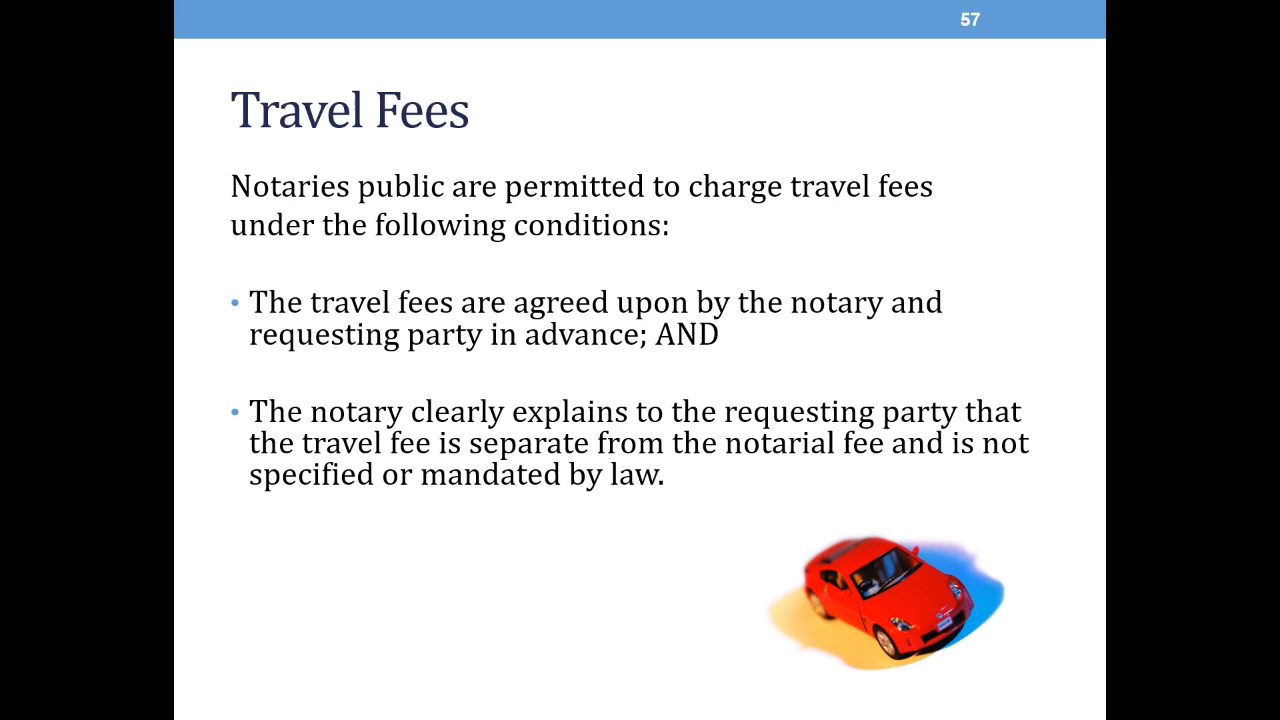 57
Travel Fees
Notaries public are permitted to charge travel fees
under the following conditions:
• The travel fees are agreed upon by the notary and
requesting party in advance; AND
• The notary clearly explains to the requesting party that
the travel fee is separate from the notarial fee and is not
specified or mandated by law.